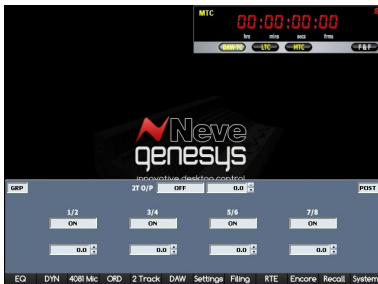 MTC
00:00:00:00
hrs mins secs frms
DAW TC LTC MTC F & F
Neve
genesys
innovative desktop control
GRP 2T O/P OFF 0.0 POST
1/2 3/4 5/6 7/8
ON ON ON ON
0.0 0.0 0.0 0.0
EQ DYN 4081 Mic ORD 2 Track DAW Settings Filing RTE Encore Recall System